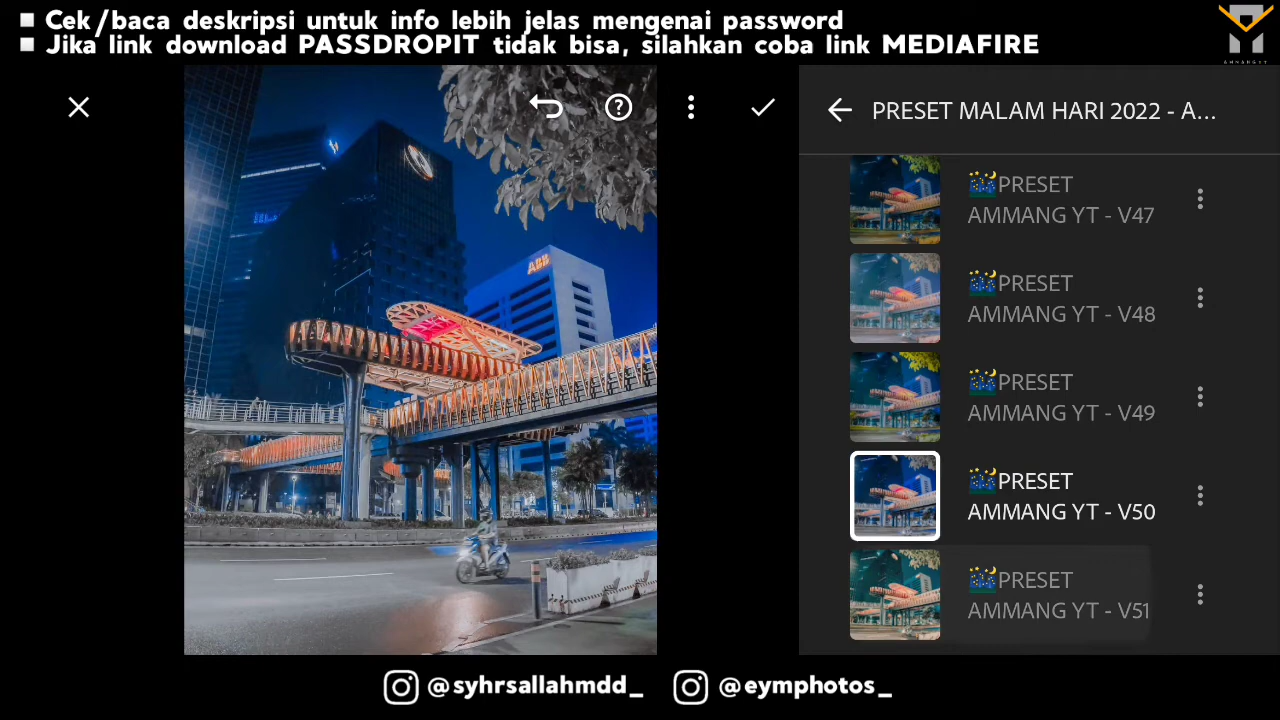 Cek/baca deskripsi untuk info lebih jelas mengenai password
Jika link download PASSDROPIT tidak bisa, silahkan coba link MEDIAFIRE
AMMANGYT
PRESET MALAM HARI 2022 - A...
ABB
PRESET
AMMANG YT - V47
PRESET
AMMANG YT - V48
PRESET
AMMANG YT - V49
PRESET
AMMANG YT - V50
PRESET
AMMANG YT - V51
@syhrsallahmdd_
@eymphotos_